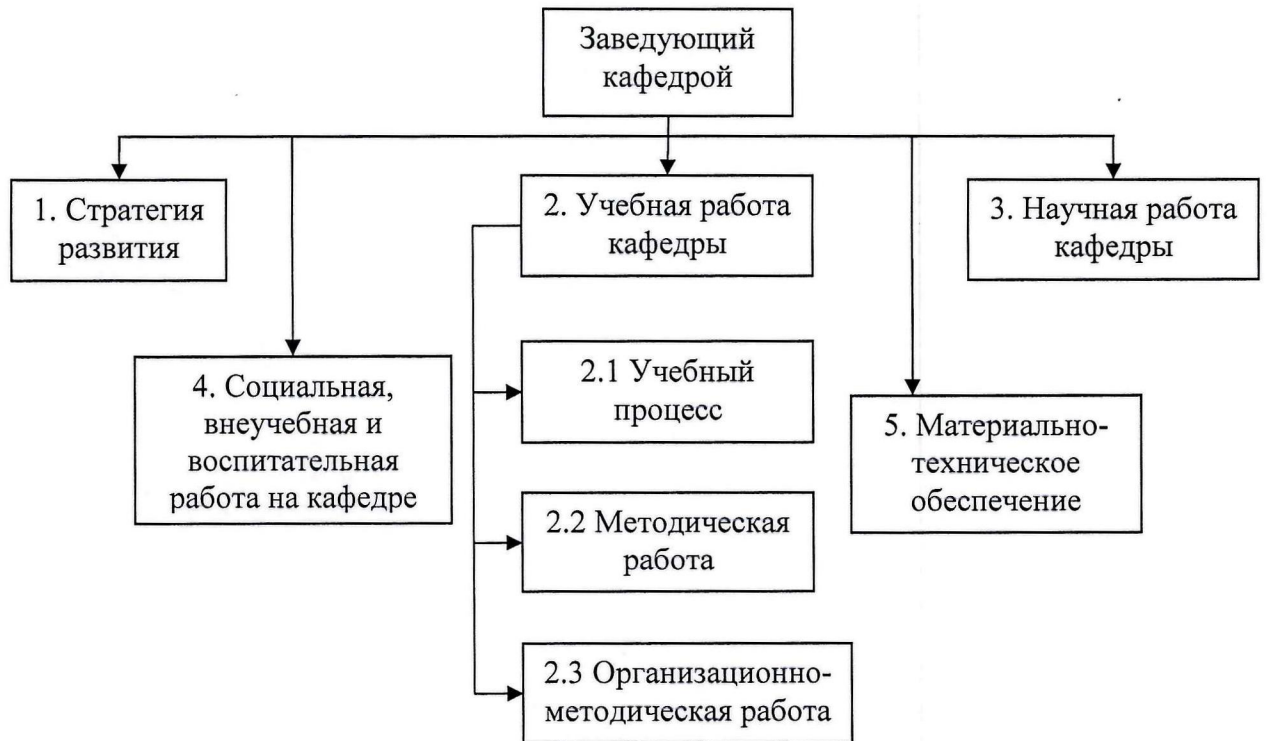 Заведующий
кафедрой
1. Стратегия
развития
2. Учебная работа
кафедры
3. Научная работа
кафедры
4. Социальная,
внеучебная и
воспитательная
работа на кафедре
2.1 Учебный
процесс
5. Материально-
техническое
обеспечение
2.2 Методическая
работа
2.3 Организационно-
методическая работа